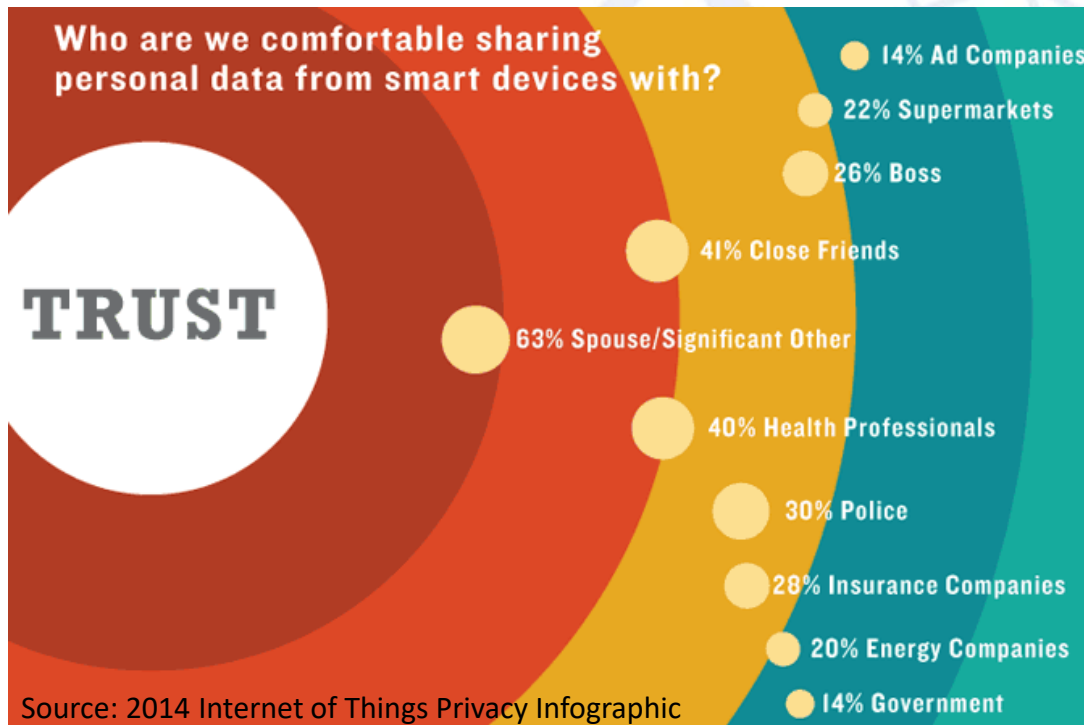 Who are we comfortable sharing
personal data from smart devices with?
14% Ad Companies
22% Supermarkets
26% Boss
41% Close Friends
TRUST
63% Spouse/Significant Other
40% Health Professionals
30% Police
28% Insurance Companies
20% Energy Companies
14% Government
Source: 2014 Internet of Things Privacy Infographic